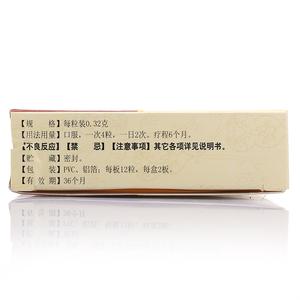 【规　　格】每粒装0.32克
【用法用量】口服，一次4粒，一日2次。疗程6个月。
【不良反应】【禁　　忌】【注意事项】其它各项详见说明书。
【贮　　藏】密封。
【包　　装】PVC、铝箔；每板12粒，每盒2板。
【有 效 期】36个月